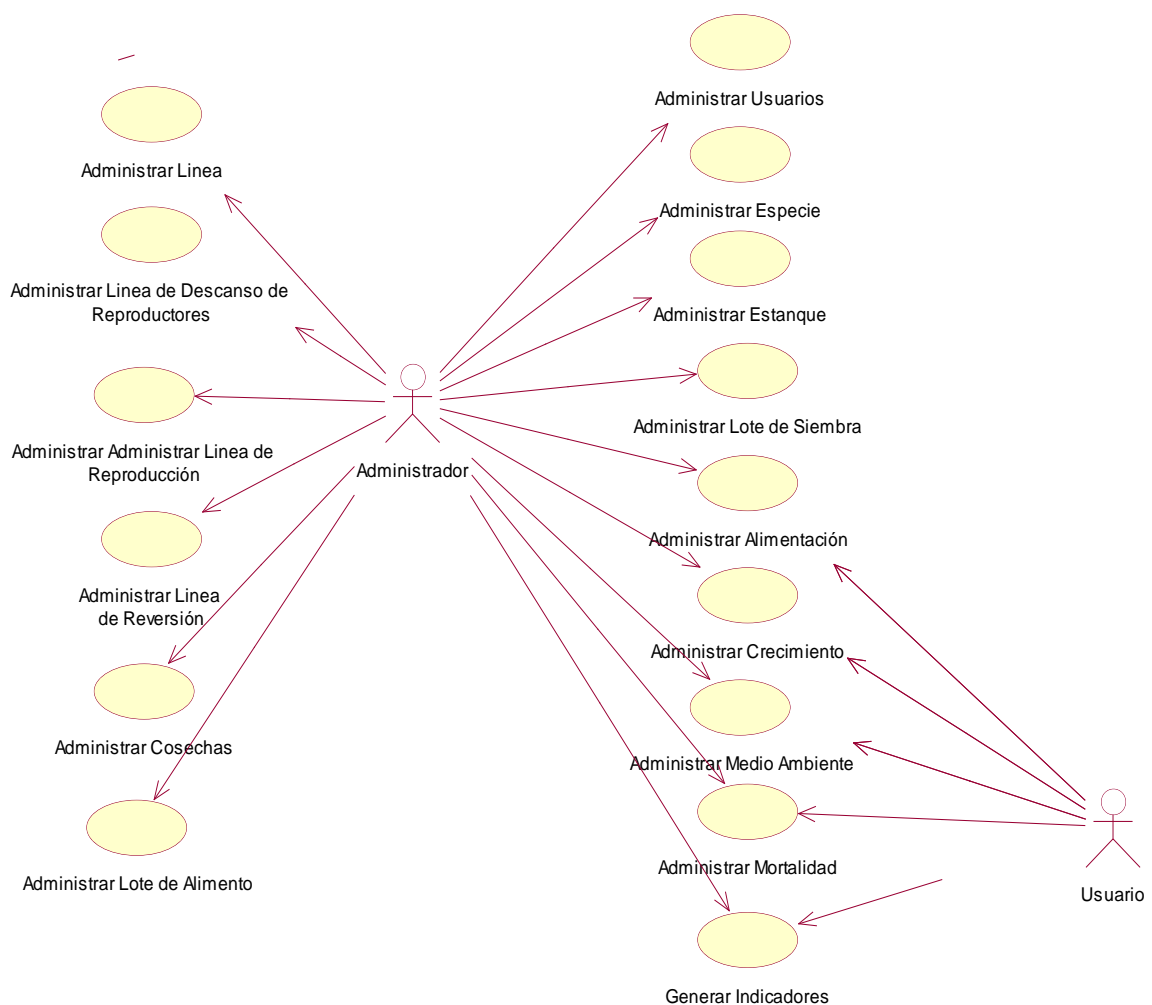 Administrar Usuarios
Administrar Linea
Administrar Especie
Administrar Linea de Descanso de
Reproductores
Administrar Estanque
Administrar Lote de Siembra
Administrar Administrar Linea de
Reproducción
Administrador
Administrar Alimentación
Administrar Linea
de Reversión
Administrar Crecimiento
Administrar Cosechas
Administrar Medio Ambiente
Administrar Mortalidad
Administrar Lote de Alimento
Usuario
Generar Indicadores